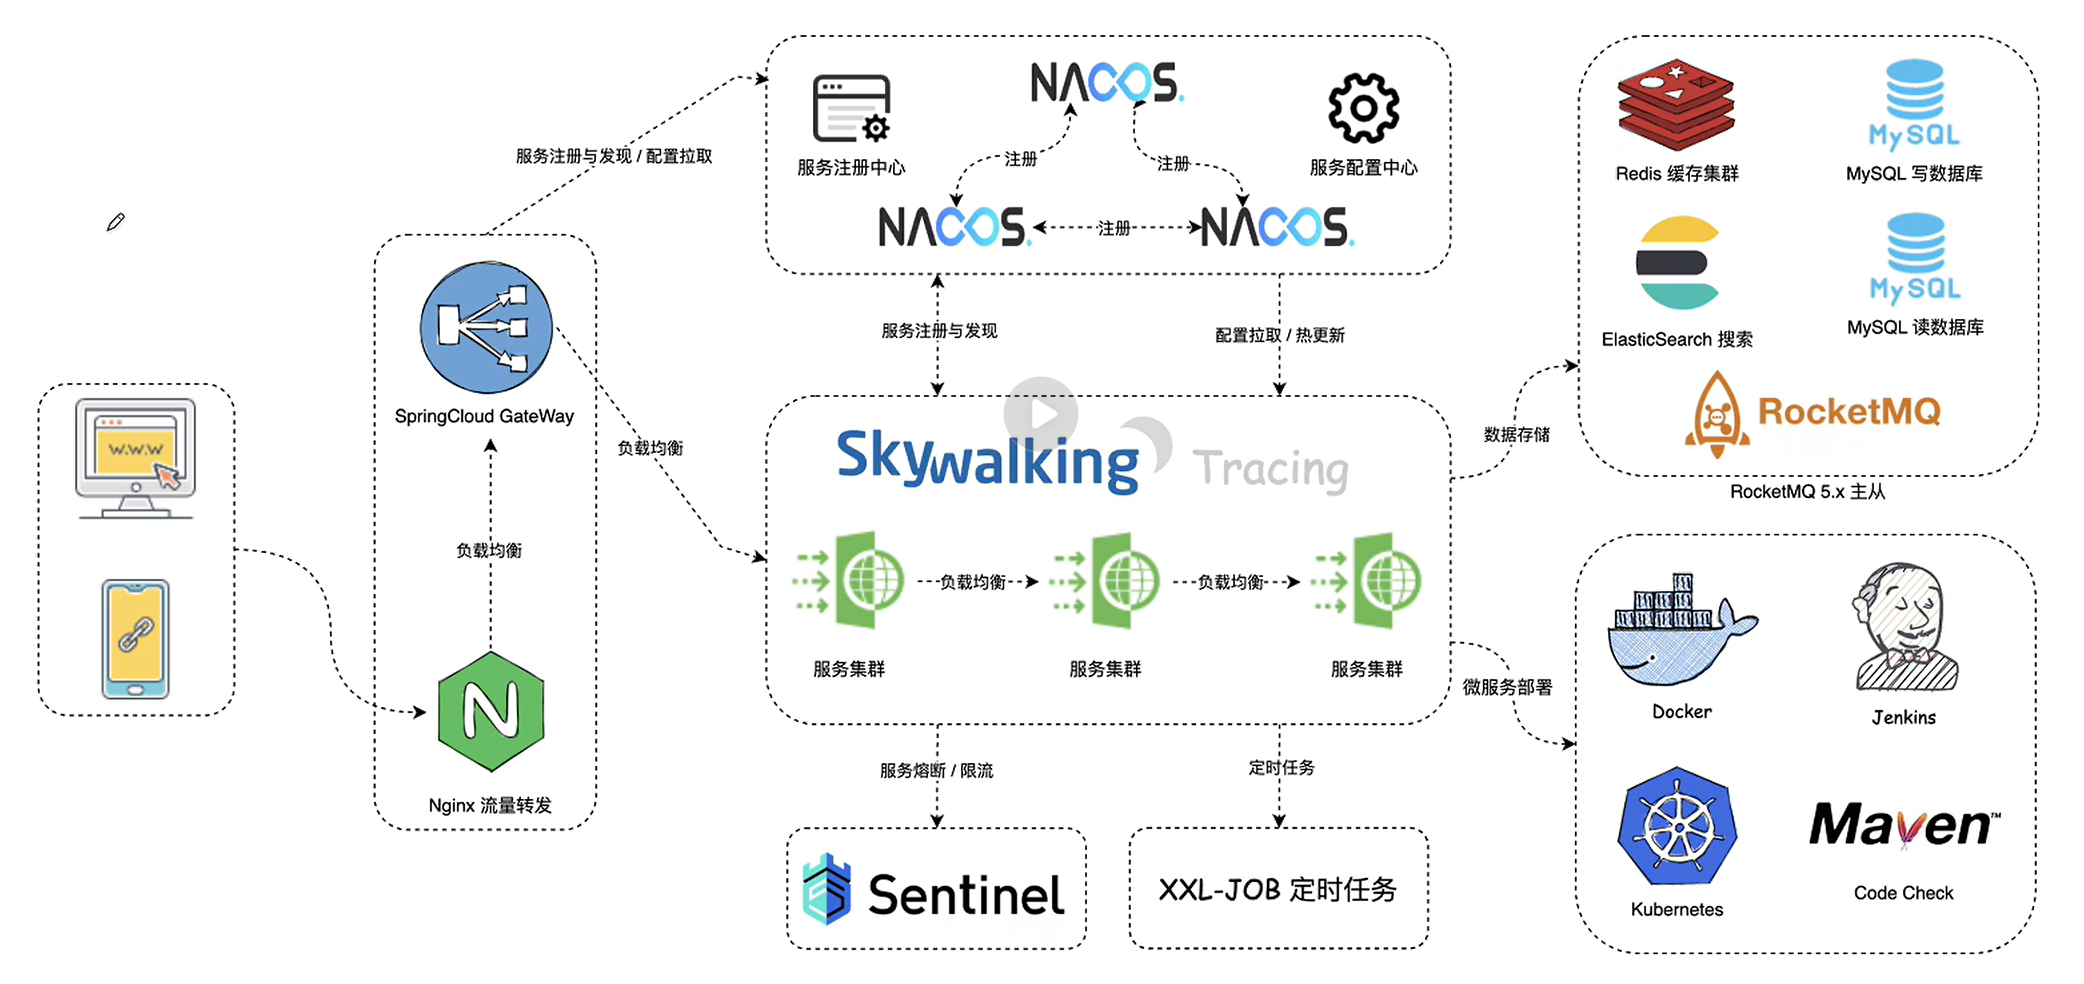 www
SpringCloud GateWay
负载均衡
Nginx 流量转发
服务注册与发现 / 配置拉取
负载均衡
NACOS.
服务注册中心
服务配置中心
注册
注册
NACOS.
注册
NACOS.
服务注册与发现
配置拉取 / 热更新
Skywalking
Tracing
负载均衡
负载均衡
服务集群
服务集群
服务集群
服务熔断 / 限流
定时任务
Sentinel
XXL-JOB 定时任务
数据存储
微服务部署
Redis 缓存集群
MySQL
MySQL 写数据库
ElasticSearch 搜索
MySQL
MySQL 读数据库
RocketMQ
RocketMQ 5.x 主从
Docker
Jenkins
Kubernetes
Maven™
Code Check